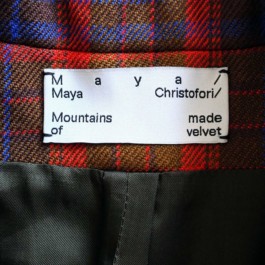 M a y a /
Maya Christofori/
Mountains made
of velvet